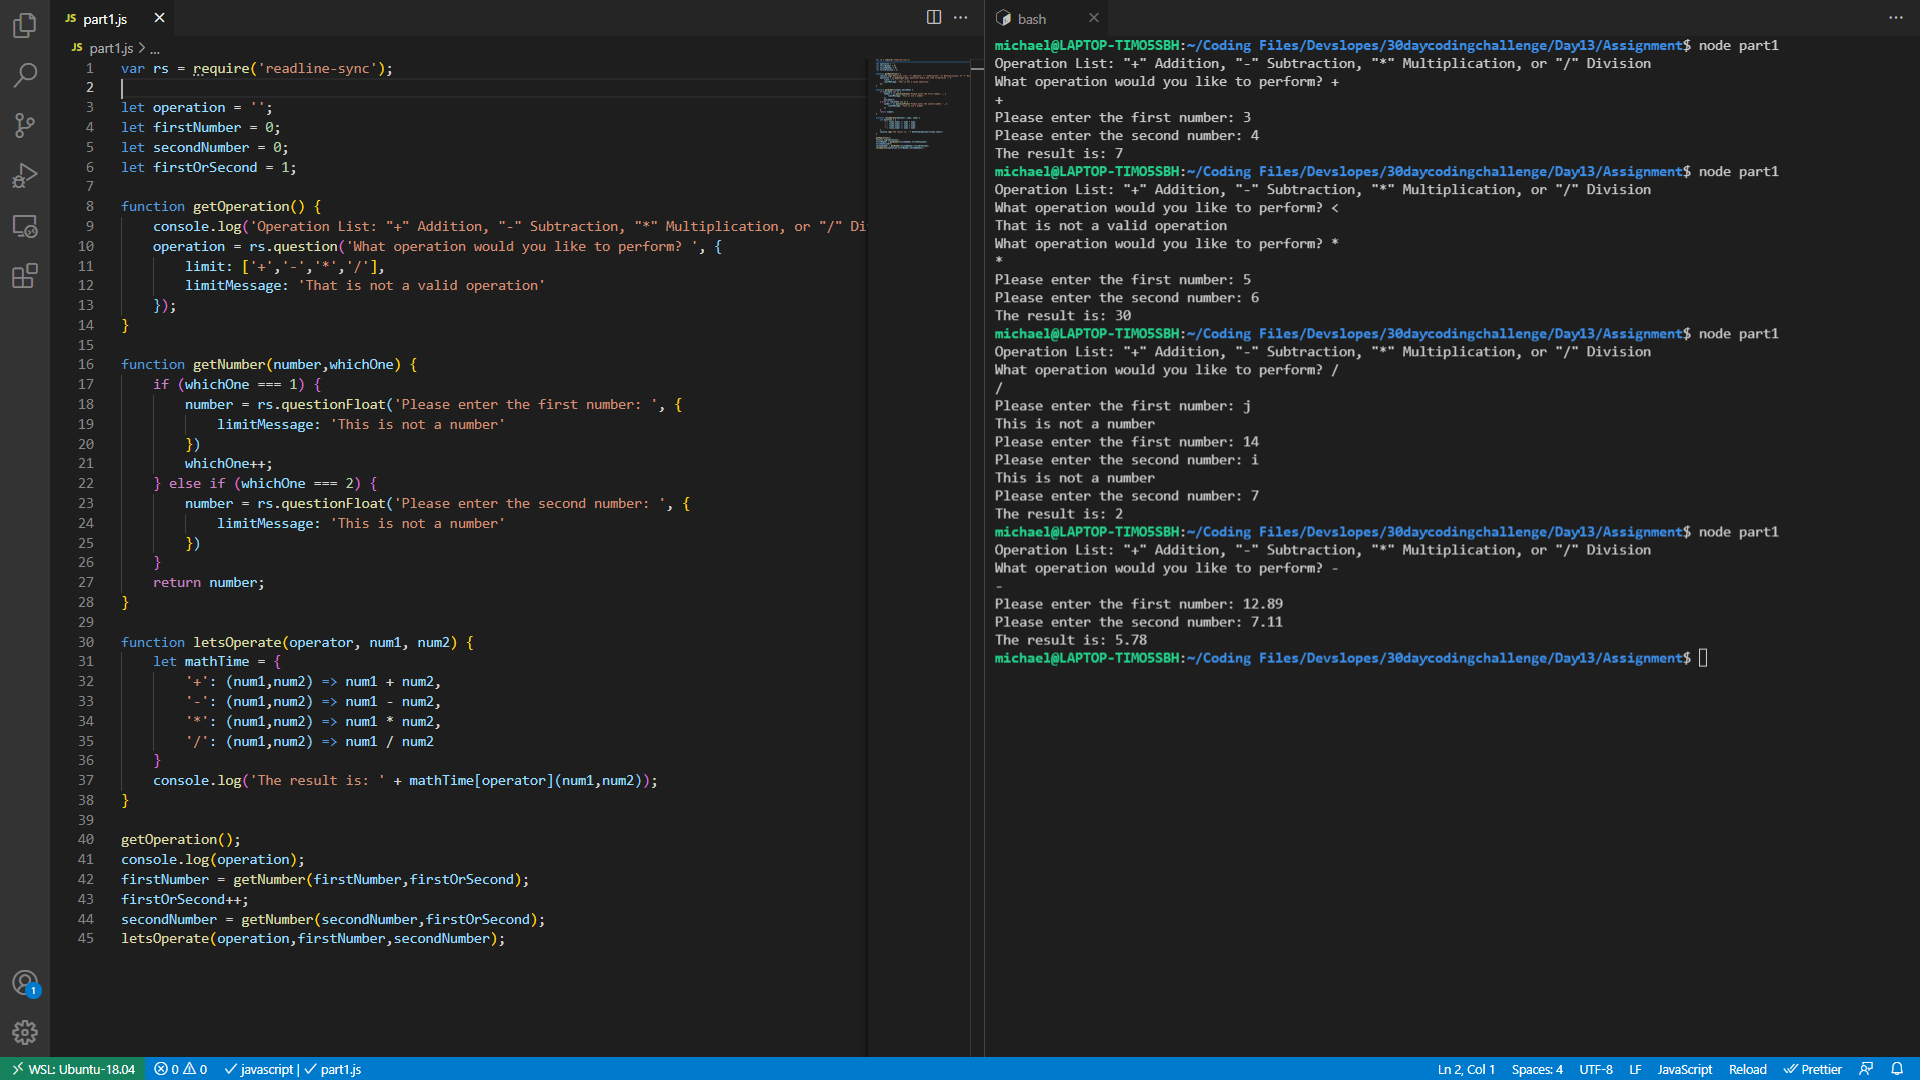 JS part1.js
JS part1.js > ...
1 var rs = require('readline-sync');
2
3 let operation = '';
4 let firstNumber = 0;
5 let secondNumber = 0;
6 let firstOrSecond = 1;
7
8 function getOperation() {
9     console.log('Operation List: "+" Addition, "-" Subtraction, "*" Multiplication, or "/" Di
10     operation = rs.question('What operation would you like to perform? ', {
11         limit: ['+','-','*','/'],
12         limitMessage: 'That is not a valid operation'
13     });
14 }
15
16 function getNumber(number,whichOne) {
17     if (whichOne === 1) {
18         number = rs.questionFloat('Please enter the first number: ', {
19             limitMessage: 'This is not a number'
20         })
21         whichOne++;
22     } else if (whichOne === 2) {
23         number = rs.questionFloat('Please enter the second number: ', {
24             limitMessage: 'This is not a number'
25         })
26     }
27     return number;
28 }
29
30 function letsOperate(operator, num1, num2) {
31     let mathTime = {
32         '+': (num1,num2) => num1 + num2,
33         '-': (num1,num2) => num1 - num2,
34         '*': (num1,num2) => num1 * num2,
35         '/': (num1,num2) => num1 / num2
36     }
37     console.log('The result is: ' + mathTime[operator](num1,num2));
38 }
39
40 getOperation();
41 console.log(operation);
42 firstNumber = getNumber(firstNumber,firstOrSecond);
43 firstOrSecond++;
44 secondNumber = getNumber(secondNumber,firstOrSecond);
45 letsOperate(operation,firstNumber,secondNumber);
bash
michael@LAPTOP-TIMO5SBH:~/Coding Files/Devslopes/30daycodingchallenge/Day13/Assignment$ node part1
Operation List: "+" Addition, "-" Subtraction, "*" Multiplication, or "/" Division
What operation would you like to perform? +
+
Please enter the first number: 3
Please enter the second number: 4
The result is: 7
michael@LAPTOP-TIMO5SBH:~/Coding Files/Devslopes/30daycodingchallenge/Day13/Assignment$ node part1
Operation List: "+" Addition, "-" Subtraction, "*" Multiplication, or "/" Division
What operation would you like to perform? <
That is not a valid operation
What operation would you like to perform? *
*
Please enter the first number: 5
Please enter the second number: 6
The result is: 30
michael@LAPTOP-TIMO5SBH:~/Coding Files/Devslopes/30daycodingchallenge/Day13/Assignment$ node part1
Operation List: "+" Addition, "-" Subtraction, "*" Multiplication, or "/" Division
What operation would you like to perform? /
/
Please enter the first number: j
This is not a number
Please enter the first number: 14
Please enter the second number: i
This is not a number
Please enter the second number: 7
The result is: 2
michael@LAPTOP-TIMO5SBH:~/Coding Files/Devslopes/30daycodingchallenge/Day13/Assignment$ node part1
Operation List: "+" Addition, "-" Subtraction, "*" Multiplication, or "/" Division
What operation would you like to perform? -
-
Please enter the first number: 12.89
Please enter the second number: 7.11
The result is: 5.78
michael@LAPTOP-TIMO5SBH:~/Coding Files/Devslopes/30daycodingchallenge/Day13/Assignment$
1
WSL: Ubuntu-18.04 0 0 javascript | part1.js Ln 2, Col 1 Spaces: 4 UTF-8 LF JavaScript Reload Prettier